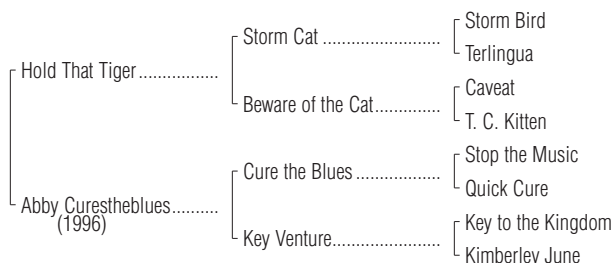 Storm Bird
Storm Cat ........................
Terlingua
Hold That Tiger ................
Caveat
Beware of the Cat .............
T. C. Kitten
Stop the Music
Cure the Blues .................
Quick Cure
Abby Curestheblues .........
(1996)
Key to the Kingdom
Key Venture .....................
Kimberley June